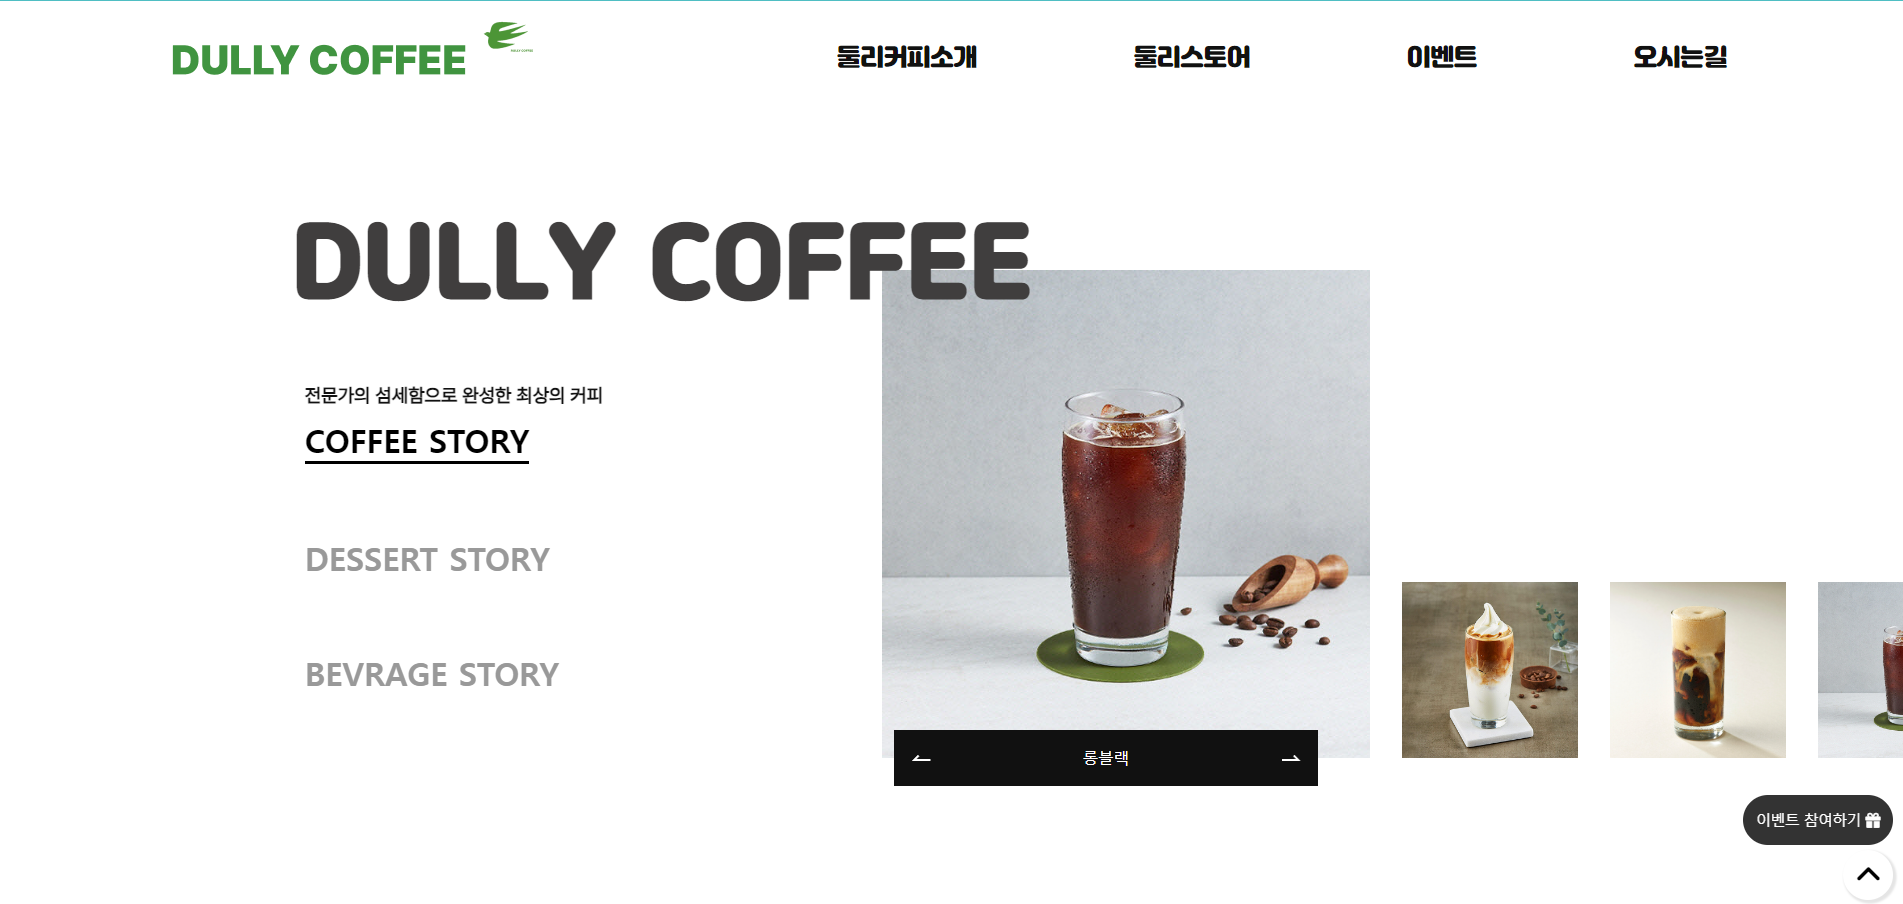 DULLY COFFEE
DULLY COFFEE
둘리커피소개
둘리스토어
이벤트
오시는길
DULLY COFFEE
전문가의 섬세함으로 완성한 최상의 커피
COFFEE STORY
DESSERT STORY
BEVRAGE STORY
롱블랙
이벤트 참여하기